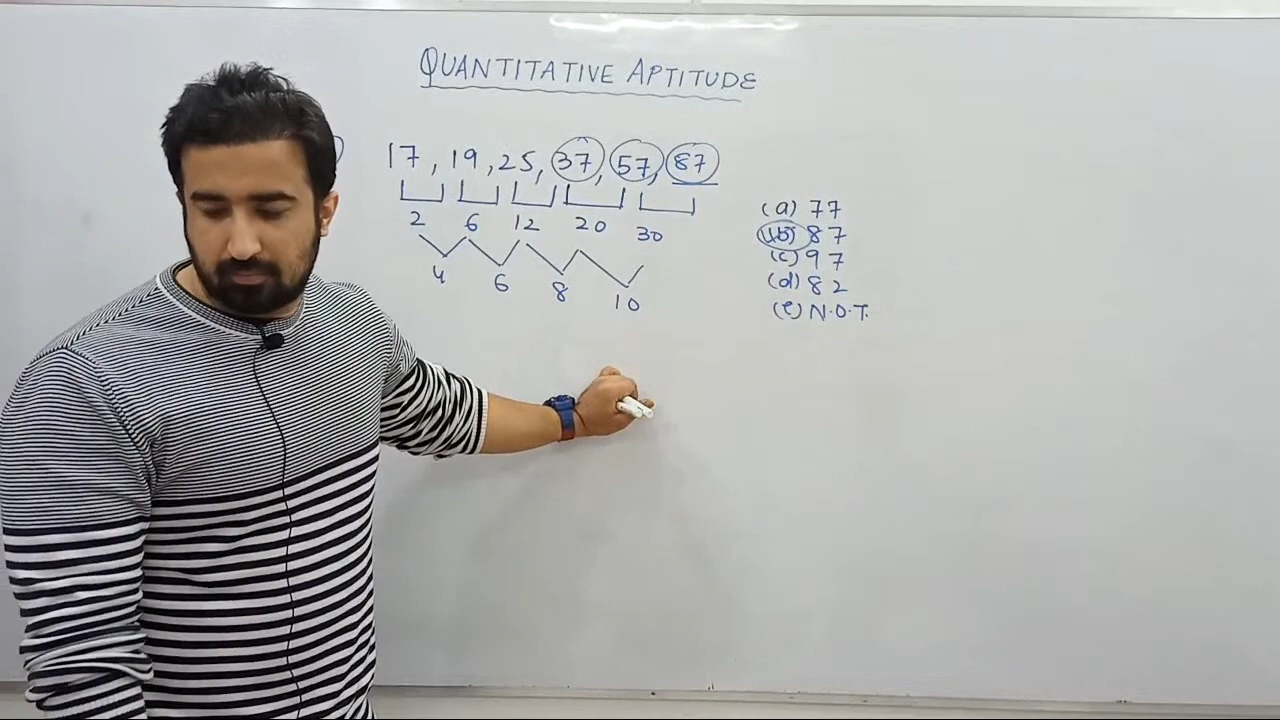 QUANTITATIVE APTITUDE
17, 19, 25, 37, 57, 87
2 6 12 20 30
4 6 8 10
(a) 77
(b) 87
(c) 97
(d) 82
(e) N.O.T.